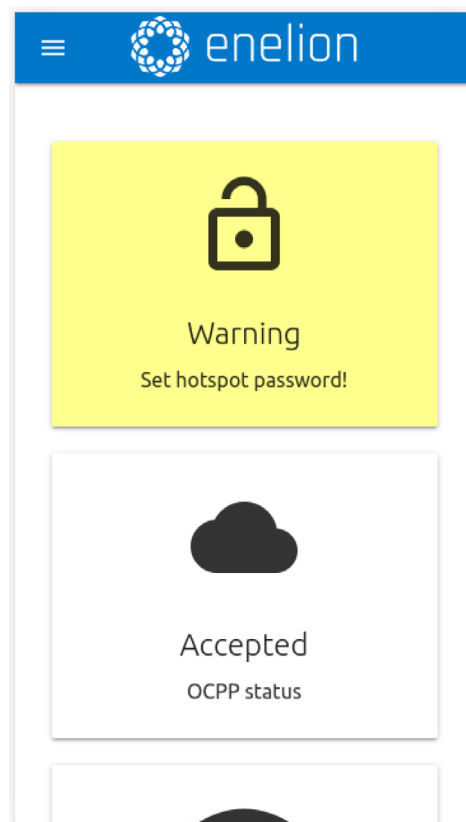 enelion
Warning
Set hotspot password!
Accepted
OCPP status